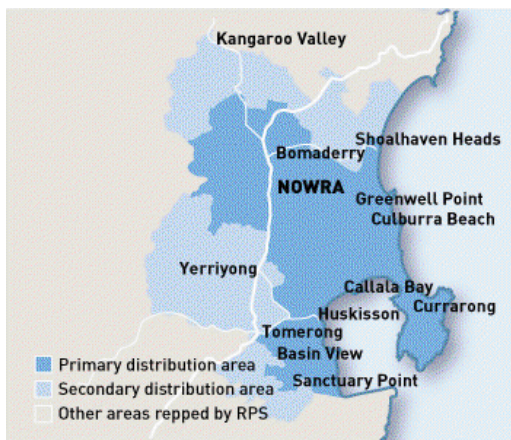 Kangaroo Valley
Shoalhaven Heads
Bomaderry
NOWRA
Greenwell Point
Culburra Beach
Yerriyong
Callala Bay
Currarong
Huskisson
Tomerong
Basin View
Sanctuary Point
Primary distribution area
Secondary distribution area
Other areas repped by RPS